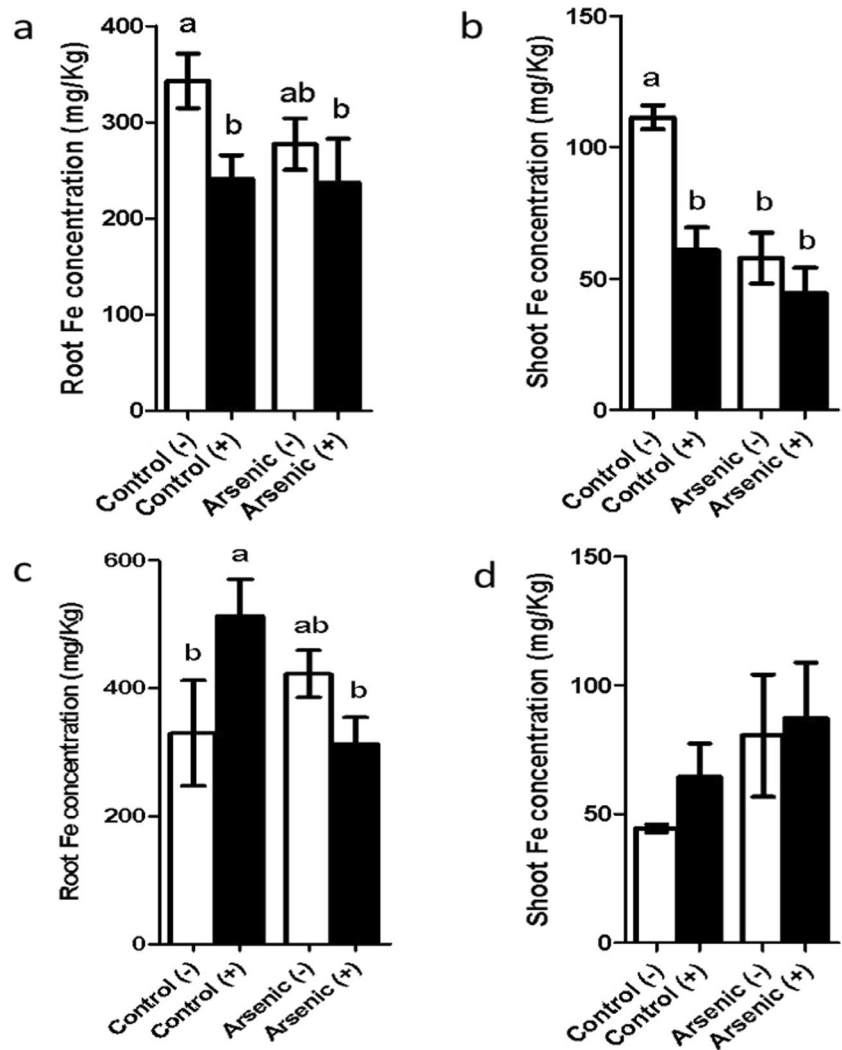 a
Root Fe concentration (mg/Kg)
400
300
200
100
0
a
b
ab
b
Control (-)
Control (+)
Arsenic (-)
Arsenic (+)
b
Shoot Fe concentration (mg/Kg)
150
100
50
0
a
b
b
b
Control (-)
Control (+)
Arsenic (-)
Arsenic (+)
c
Root Fe concentration (mg/Kg)
600
400
200
0
b
a
ab
b
Control (-)
Control (+)
Arsenic (-)
Arsenic (+)
d
Shoot Fe concentration (mg/Kg)
150
100
50
0
Control (-)
Control (+)
Arsenic (-)
Arsenic (+)